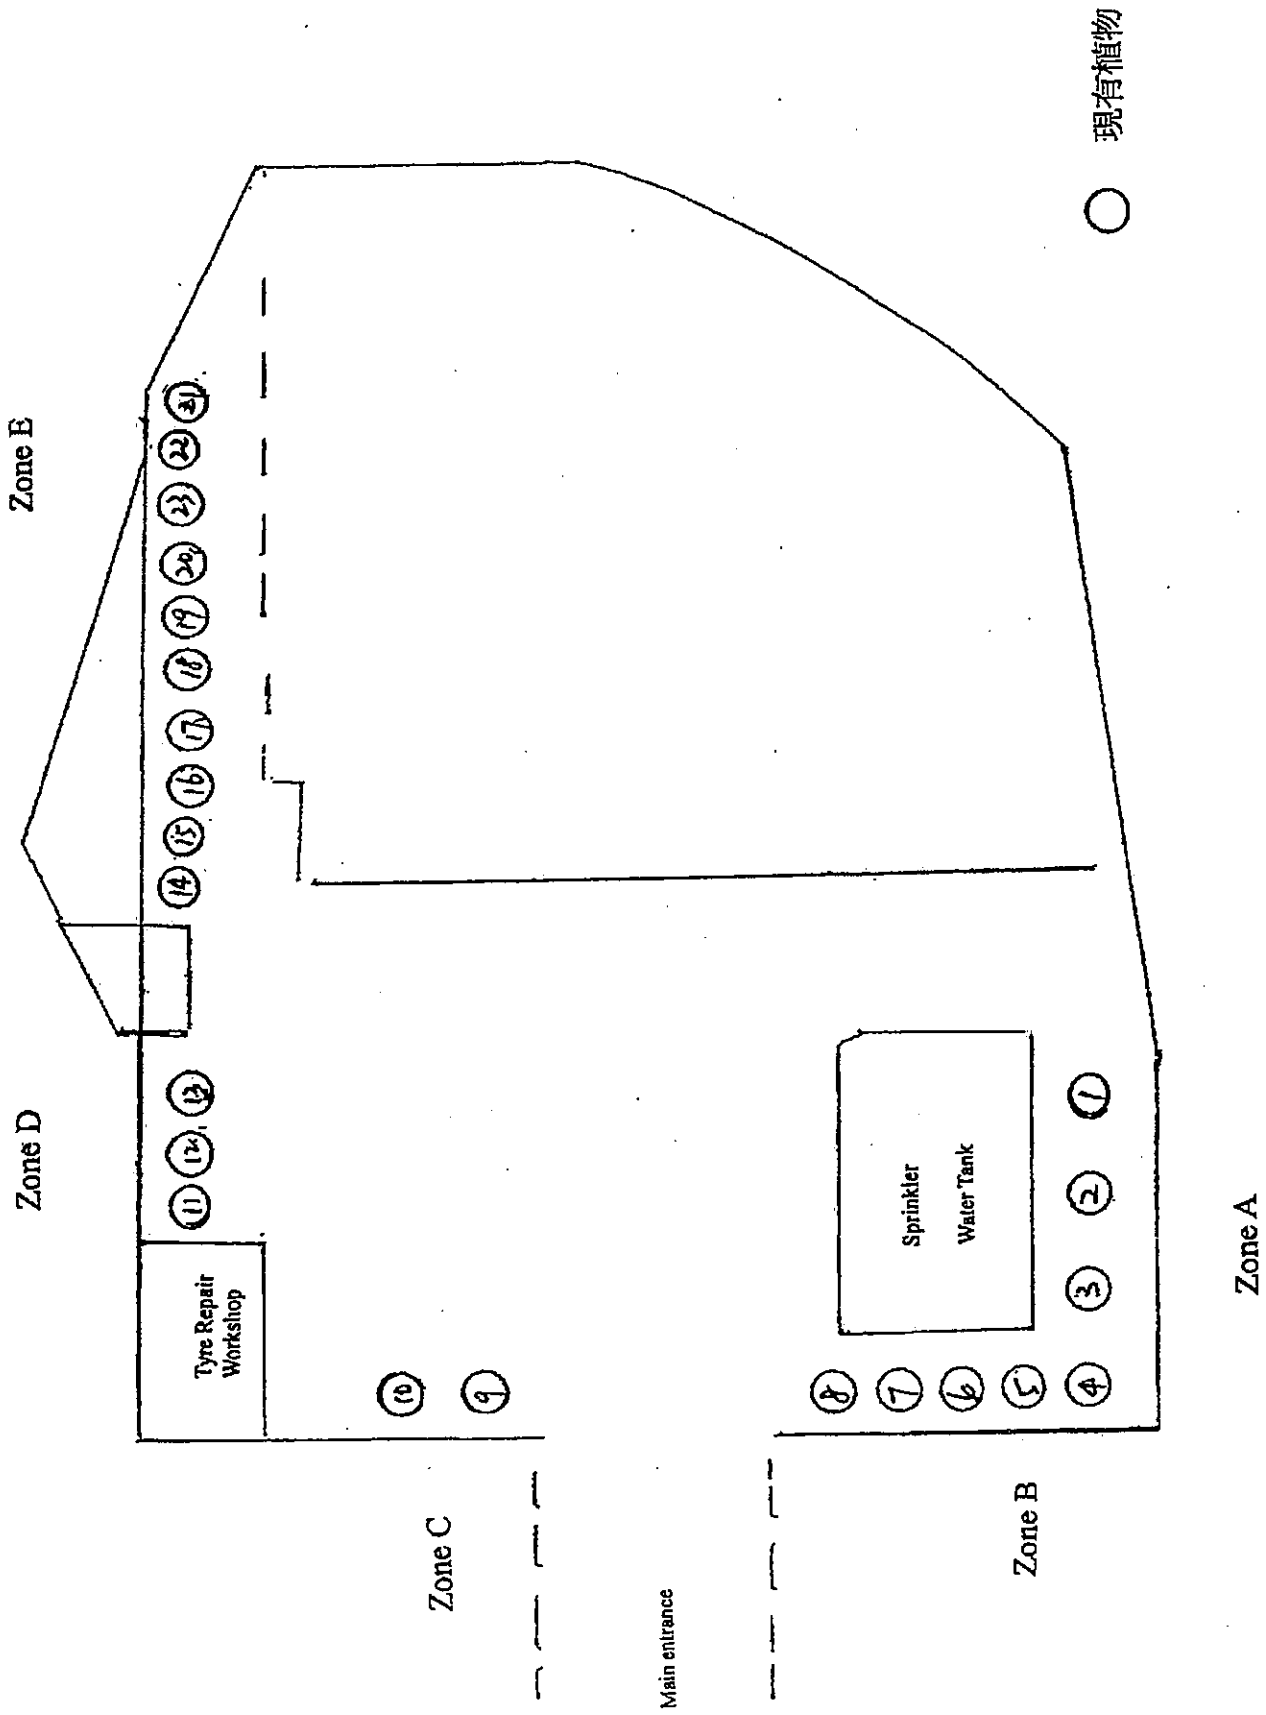 Zone D
Zone E
Tyre Repair
Workshop
11 12 13 14 15 16 17 18 19 20 23 22 21
10
Zone C
9
Main entrance
8
7
Sprinkler
Water Tank
6
5
Zone B
4 3 2 1
現有植物
Zone A